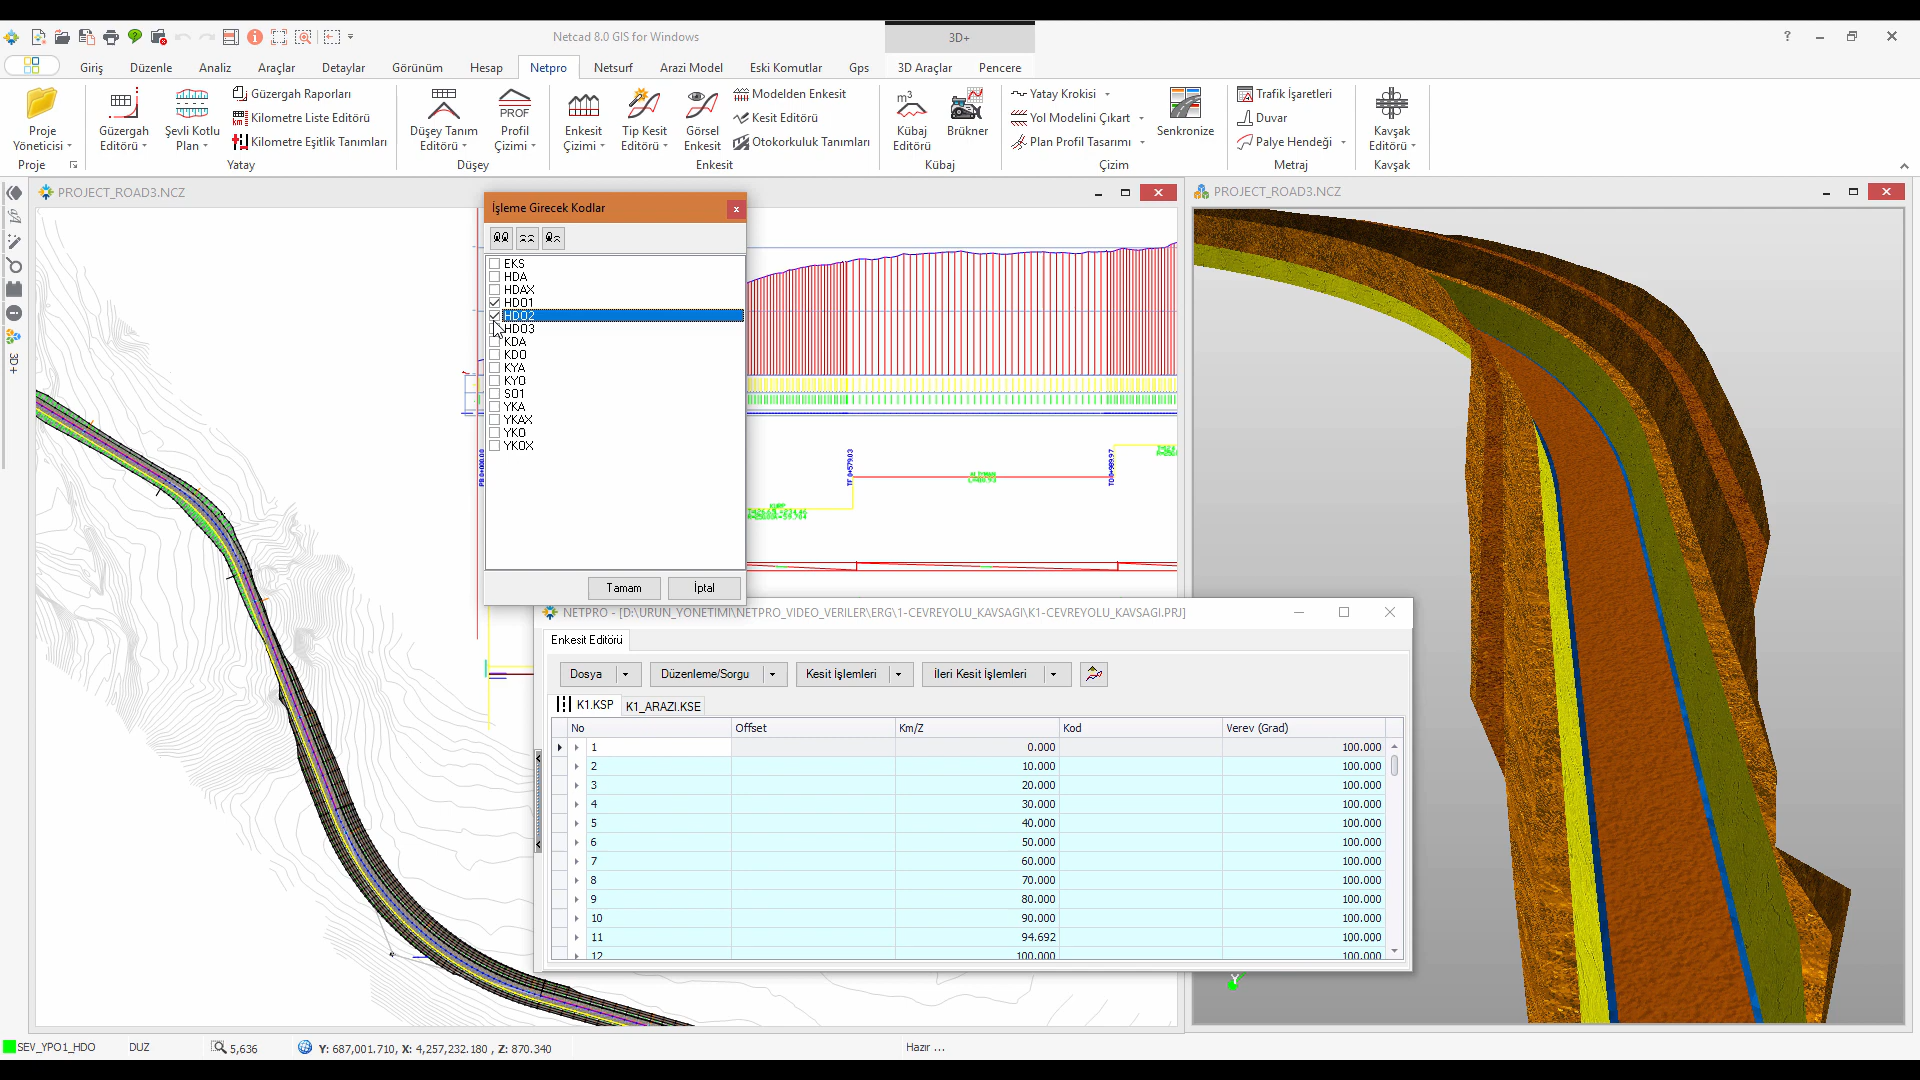 Netcad 8.0 GIS for Windows
3D+
Giriş Düzenle Analiz Araçlar Detaylar Görünüm Hesap Netpro Netsurf Arazi Model Eski Komutlar Gps 3D Araçlar Pencere
Proje Yöneticisi
Proje
Güzergah Editörü
Şevli Kotlu Plan
Güzergah Raporları
Kilometre Liste Editörü
Kilometre Eşitlik Tanımları
Yatay
Düşey Tanım Editörü
PROF
Profil Çizimi
Düşey
Enkesit Çizimi
Tip Kesit Editörü
Görsel Enkesit
Modelden Enkesit
Kesit Editörü
Otokorkuluk Tanımları
Enkesit
m³
Kübaj Editörü
Brükner
Kübaj
Yatay Krokisi
Yol Modelini Çıkart
Plan Profil Tasarımı
Senkronize
Çizim
Trafik İşaretleri
Duvar
Palye Hendeği
Metraj
Kavşak Editörü
Kavşak
PROJECT_ROAD3.NCZ
PROJECT_ROAD3.NCZ
3D+
İşleme Girecek Kodlar
EKS
HDA
HDAX
HDO1
HDO2
HDO3
KDA
KDO
KYA
KYO
SO1
YKA
YKAX
YKO
YKOX
Tamam İptal
TF 0+579.03
NETPRO - [D:\URUN_YONETIMI\NETPRO_VIDEO_VERILER\ERG\1-CEVREYOLU_KAVSAGI\K1-CEVREYOLU_KAVSAGI.PRJ]
Enkesit Editörü
Dosya Düzenleme/Sorgu Kesit İşlemleri İleri Kesit İşlemleri
K1.KSP K1_ARAZI.KSE
No Offset Km/Z Kod Verev (Grad)
1 0.000 100.000
2 10.000 100.000
3 20.000 100.000
4 30.000 100.000
5 40.000 100.000
6 50.000 100.000
7 60.000 100.000
8 70.000 100.000
9 80.000 100.000
10 90.000 100.000
11 94.692 100.000
12 100.000 100.000
Y
SEV_YPO1_HDO DUZ 5,636 Y: 687,001.710, X: 4,257,232.180 , Z: 870.340 Hazır ...